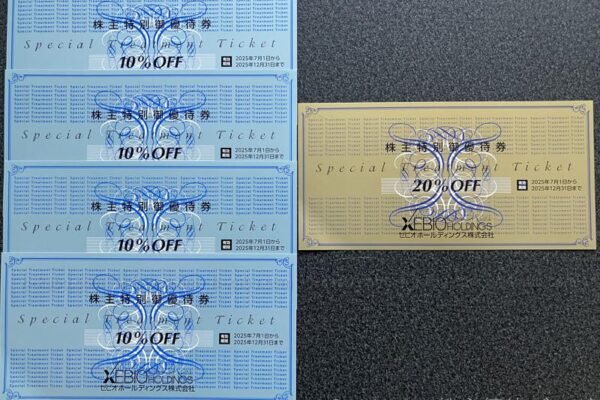 株主特別御優待券
Special Treatment Ticket
10%OFF
2025年7月1日から
2025年12月31日まで
株主特別御優待券
Special Treatment Ticket
10%OFF
2025年7月1日から
2025年12月31日まで
株主特別御優待券
Special Treatment Ticket
10%OFF
2025年7月1日から
2025年12月31日まで
株主特別御優待券
Special Treatment Ticket
10%OFF
2025年7月1日から
2025年12月31日まで
XEBIO HOLDINGS
ゼビオホールディングス株式会社
株主特別御優待券
Special Treatment Ticket
20%OFF
2025年7月1日から
2025年12月31日まで
XEBIO HOLDINGS
ゼビオホールディングス株式会社